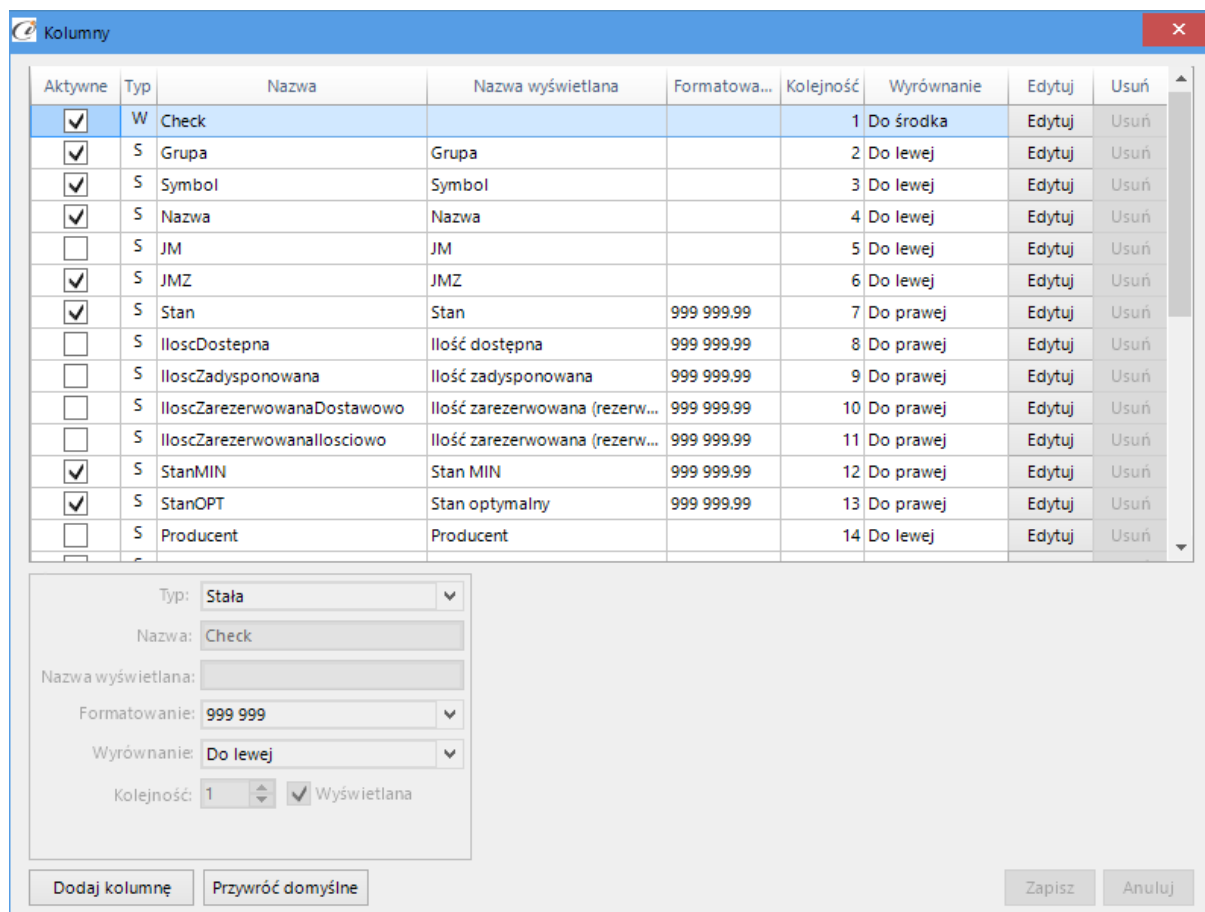 Kolumny
Aktywne Typ Nazwa Nazwa wyświetlana Formatowa... Kolejność Wyrównanie Edytuj Usuń
W Check 1 Do środka Edytuj Usuń
S Grupa Grupa 2 Do lewej Edytuj Usuń
S Symbol Symbol 3 Do lewej Edytuj Usuń
S Nazwa Nazwa 4 Do lewej Edytuj Usuń
S JM JM 5 Do lewej Edytuj Usuń
S JMZ JMZ 6 Do lewej Edytuj Usuń
S Stan Stan 999 999.99 7 Do prawej Edytuj Usuń
S IloscDostepna Ilość dostępna 999 999.99 8 Do prawej Edytuj Usuń
S IloscZadysponowana Ilość zadysponowana 999 999.99 9 Do prawej Edytuj Usuń
S IloscZarezerwowanaDostawowo Ilość zarezerwowana (rezerw... 999 999.99 10 Do prawej Edytuj Usuń
S IloscZarezerwowanaIlosciowo Ilość zarezerwowana (rezerw... 999 999.99 11 Do prawej Edytuj Usuń
S StanMIN Stan MIN 999 999.99 12 Do prawej Edytuj Usuń
S StanOPT Stan optymalny 999 999.99 13 Do prawej Edytuj Usuń
S Producent Producent 14 Do lewej Edytuj Usuń
Typ: Stała
Nazwa: Check
Nazwa wyświetlana:
Formatowanie: 999 999
Wyrównanie: Do lewej
Kolejność: 1 Wyświetlana
Dodaj kolumnę Przywróć domyślne Zapisz Anuluj